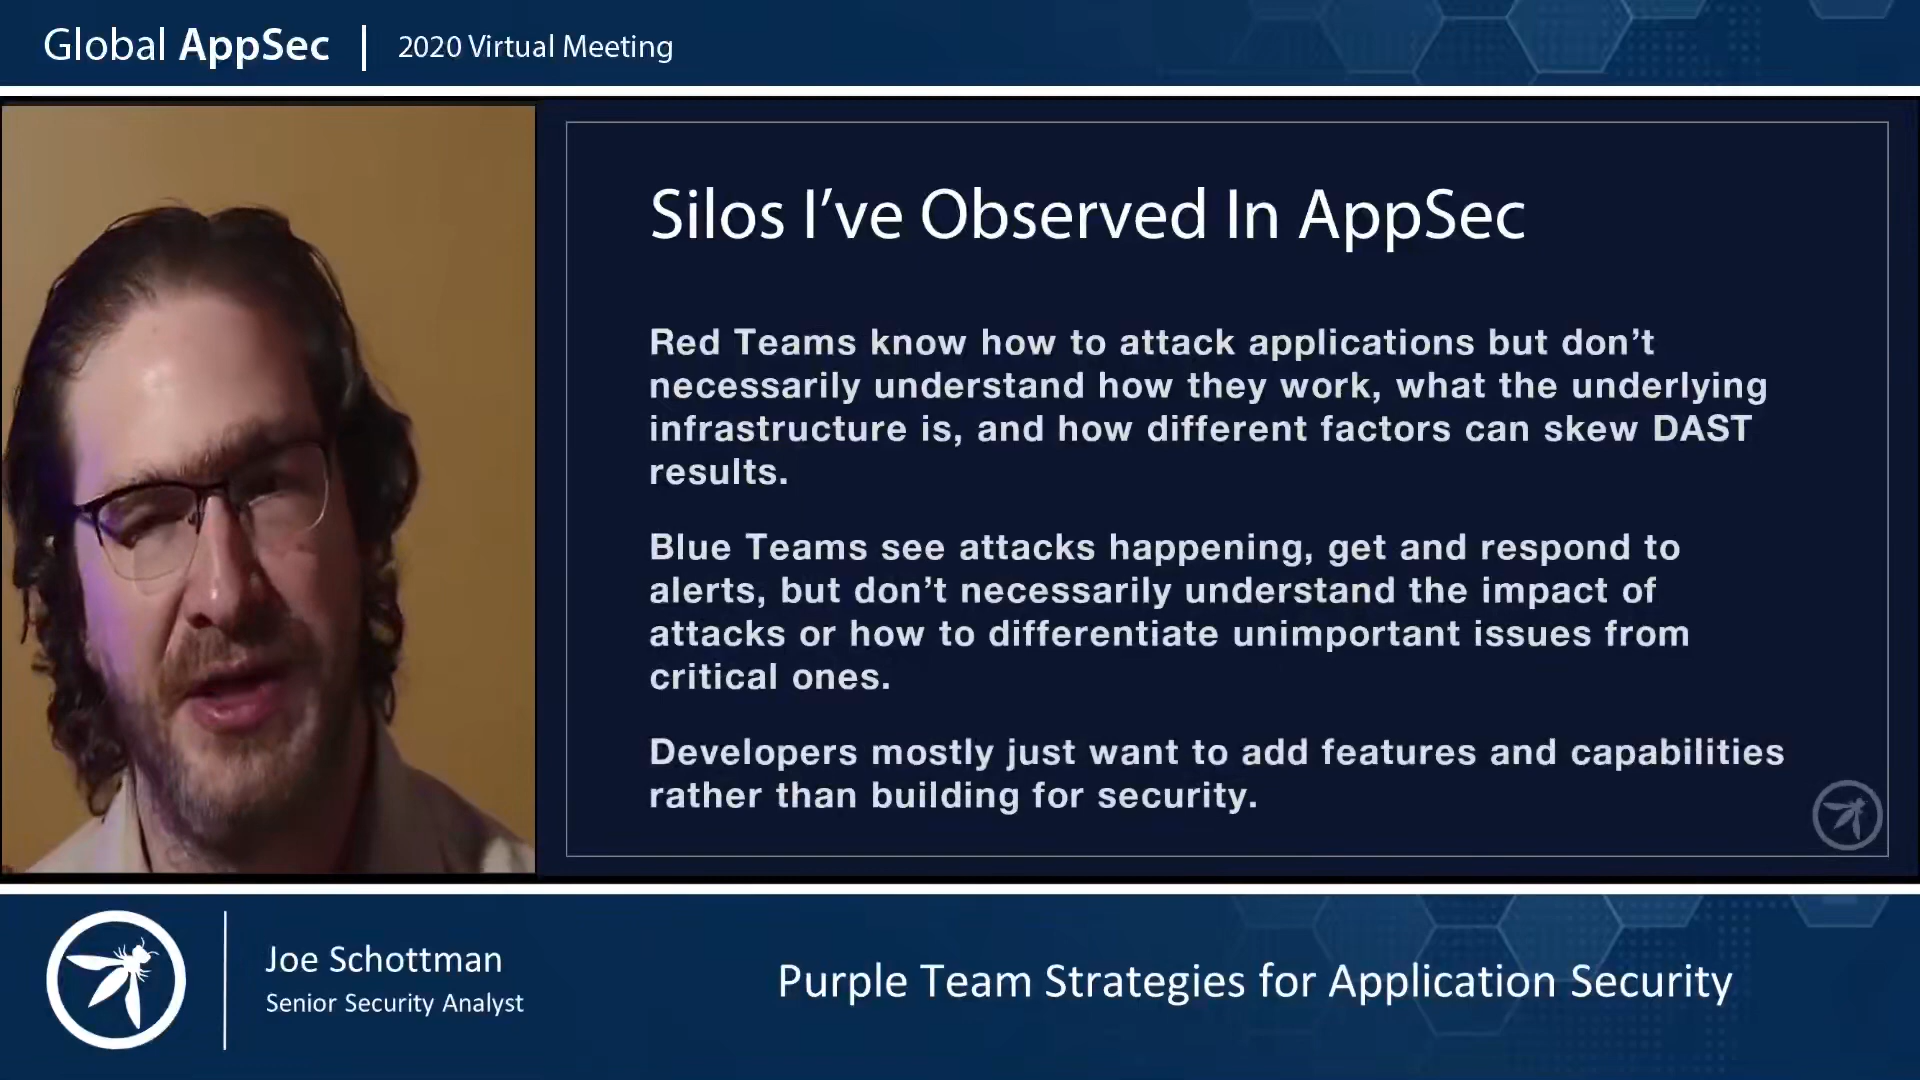 Global AppSec | 2020 Virtual Meeting
Silos I've Observed In AppSec
Red Teams know how to attack applications but don't
necessarily understand how they work, what the underlying
infrastructure is, and how different factors can skew DAST
results.
Blue Teams see attacks happening, get and respond to
alerts, but don't necessarily understand the impact of
attacks or how to differentiate unimportant issues from
critical ones.
Developers mostly just want to add features and capabilities
rather than building for security.
Joe Schottman
Senior Security Analyst
Purple Team Strategies for Application Security